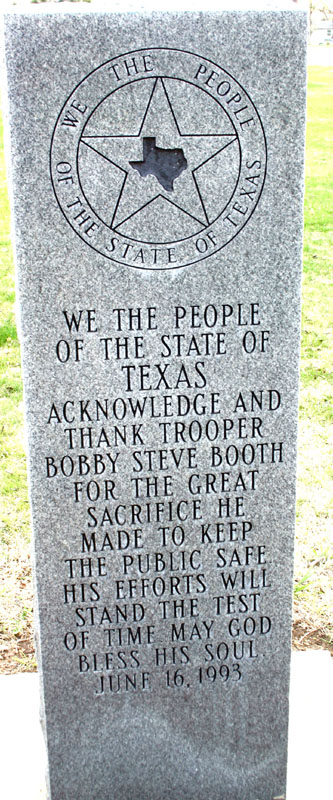 WE THE PEOPLE
OF THE STATE OF TEXAS
WE THE PEOPLE
OF THE STATE OF
TEXAS
ACKNOWLEDGE AND
THANK TROOPER
BOBBY STEVE BOOTH
FOR THE GREAT
SACRIFICE HE
MADE TO KEEP
THE PUBLIC SAFE
HIS EFFORTS WILL
STAND THE TEST
OF TIME MAY GOD
BLESS HIS SOUL.
JUNE 16, 1993